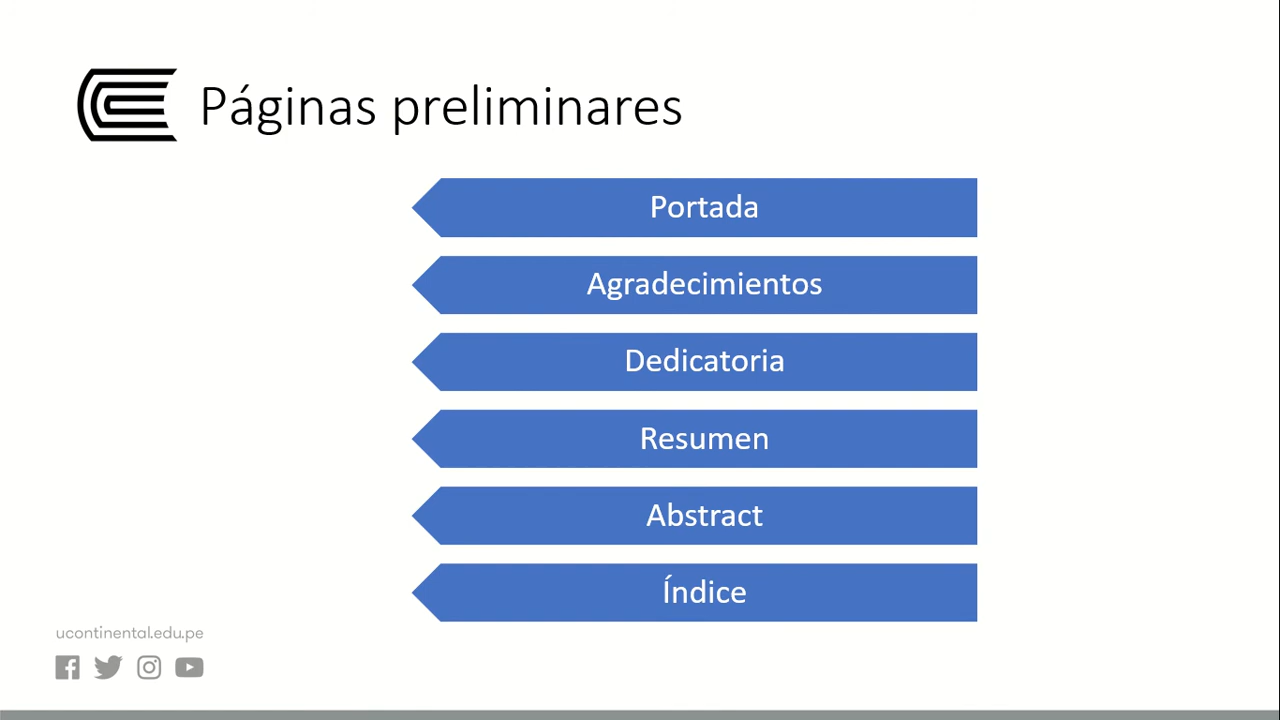 Páginas preliminares
Portada
Agradecimientos
Dedicatoria
Resumen
Abstract
Índice
ucontinental.edu.pe